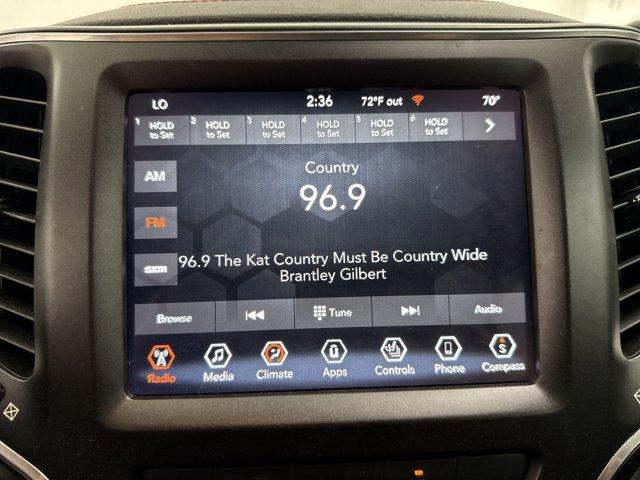 LO 2:36 72°F out 70°
1 HOLD to Set 2 HOLD to Set 3 HOLD to Set 4 HOLD to Set 5 HOLD to Set 6 HOLD to Set
Country
AM
96.9
FM
96.9 The Kat Country Must Be Country Wide
sxm
Brantley Gilbert
Browse Tune Audio
Radio Media Climate Apps Controls Phone Compass
S